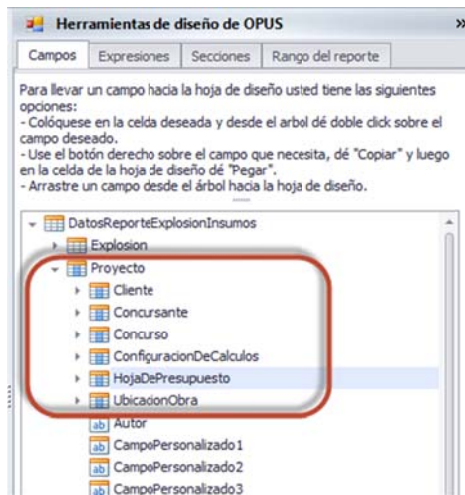 Herramientas de diseño de OPUS
Campos Expresiones Secciones Rango del reporte
Para llevar un campo hacia la hoja de diseño usted tiene las siguientes
opciones:
- Colóquese en la celda deseada y desde el arbol dé doble click sobre el
campo deseado.
- Use el botón derecho sobre el campo que necesita, dé "Copiar" y luego
en la celda de la hoja de diseño dé "Pegar".
- Arrastre un campo desde el árbol hacia la hoja de diseño.
DatosReporteExplosionInsumos
Explosion
Proyecto
Cliente
Concursante
Concurso
ConfiguracionDeCalculos
HojaDePresupuesto
UbicacionObra
ab Autor
ab CampoPersonalizado1
ab CampoPersonalizado2
ab CampoPersonalizado3